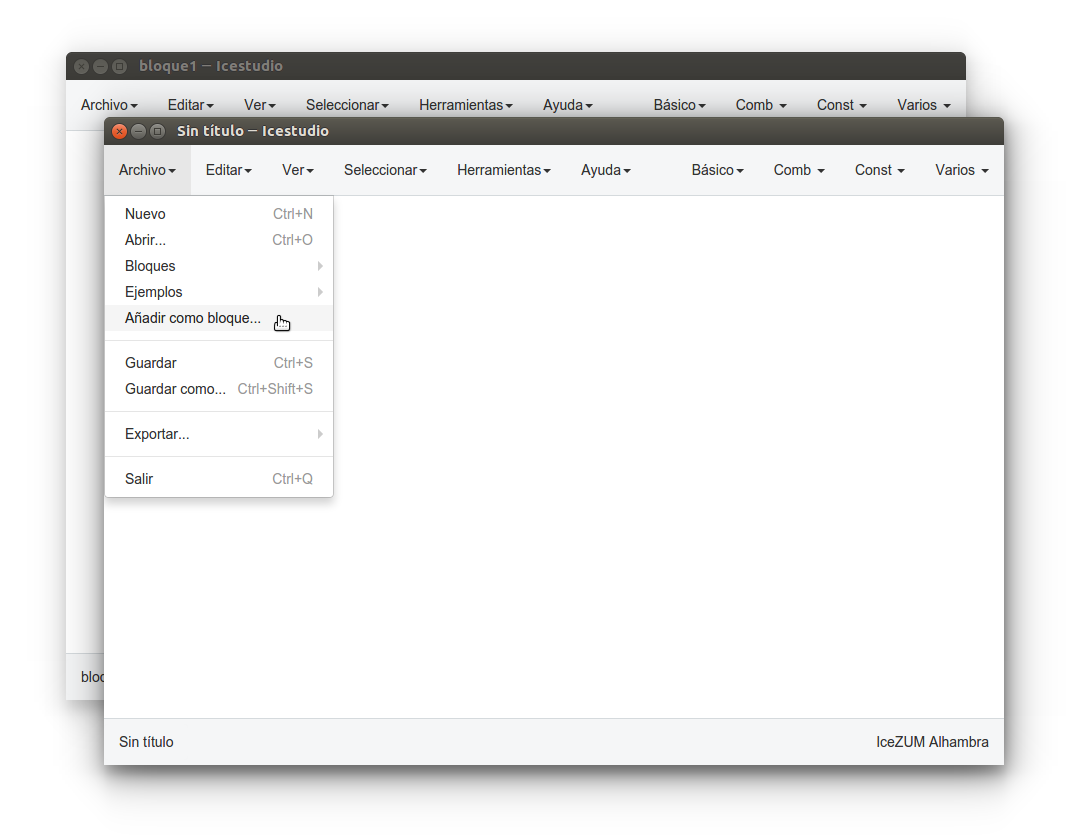 bloque1 – Icestudio
Archivo Editar Ver Seleccionar Herramientas Ayuda Básico Comb Const Varios
Sin título – Icestudio
Archivo Editar Ver Seleccionar Herramientas Ayuda Básico Comb Const Varios
Nuevo Ctrl+N
Abrir... Ctrl+O
Bloques
Ejemplos
Añadir como bloque...
Guardar Ctrl+S
Guardar como... Ctrl+Shift+S
Exportar...
Salir Ctrl+Q
Sin título IceZUM Alhambra